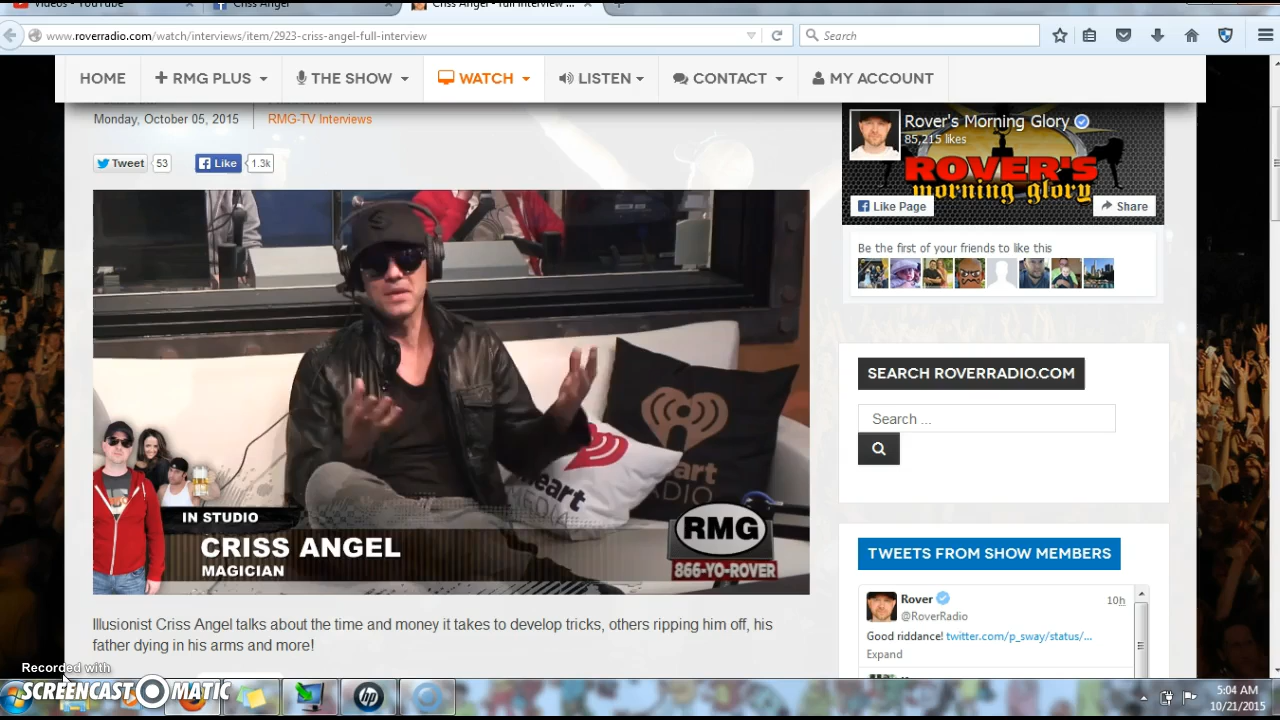 Videos - YouTube
Criss Angel
Criss Angel - full interview ...
www.roverradio.com/watch/interviews/item/2923-criss-angel-full-interview
Search
HOME
RMG PLUS
THE SHOW
WATCH
LISTEN
CONTACT
MY ACCOUNT
Monday, October 05, 2015
RMG-TV Interviews
Tweet
53
Like
1.3k
Rover's Morning Glory
85,215 likes
ROVER'S
morning glory
Like Page
Share
Be the first of your friends to like this
SEARCH ROVERRADIO.COM
Search ...
heart
MEDIA
heart
RADIO
IN STUDIO
CRISS ANGEL
MAGICIAN
RMG
866-YO-ROVER
TWEETS FROM SHOW MEMBERS
Rover
10h
@RoverRadio
Good riddance! twitter.com/p_sway/status/...
Expand
Illusionist Criss Angel talks about the time and money it takes to develop tricks, others ripping him off, his
father dying in his arms and more!
Recorded with
SCREENCAST-O-MATIC
hp
5:04 AM
10/21/2015